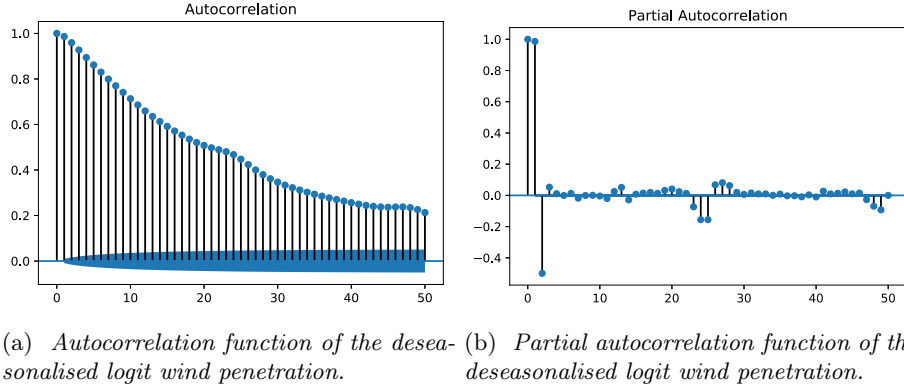 Autocorrelation
1.0
0.8
0.6
0.4
0.2
0.0
0 10 20 30 40 50
Partial Autocorrelation
1.0
0.8
0.6
0.4
0.2
0.0
−0.2
−0.4
0 10 20 30 40 50
(a) Autocorrelation function of the desea-
sonalised logit wind penetration.
(b) Partial autocorrelation function of th
deseasonalised logit wind penetration.